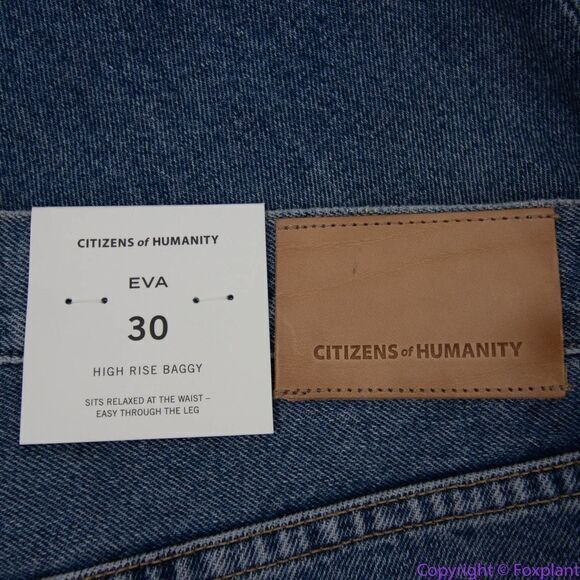 CITIZENS of HUMANITY
EVA
30
HIGH RISE BAGGY
SITS RELAXED AT THE WAIST –
EASY THROUGH THE LEG
CITIZENS of HUMANITY
Copyright © Foxplant